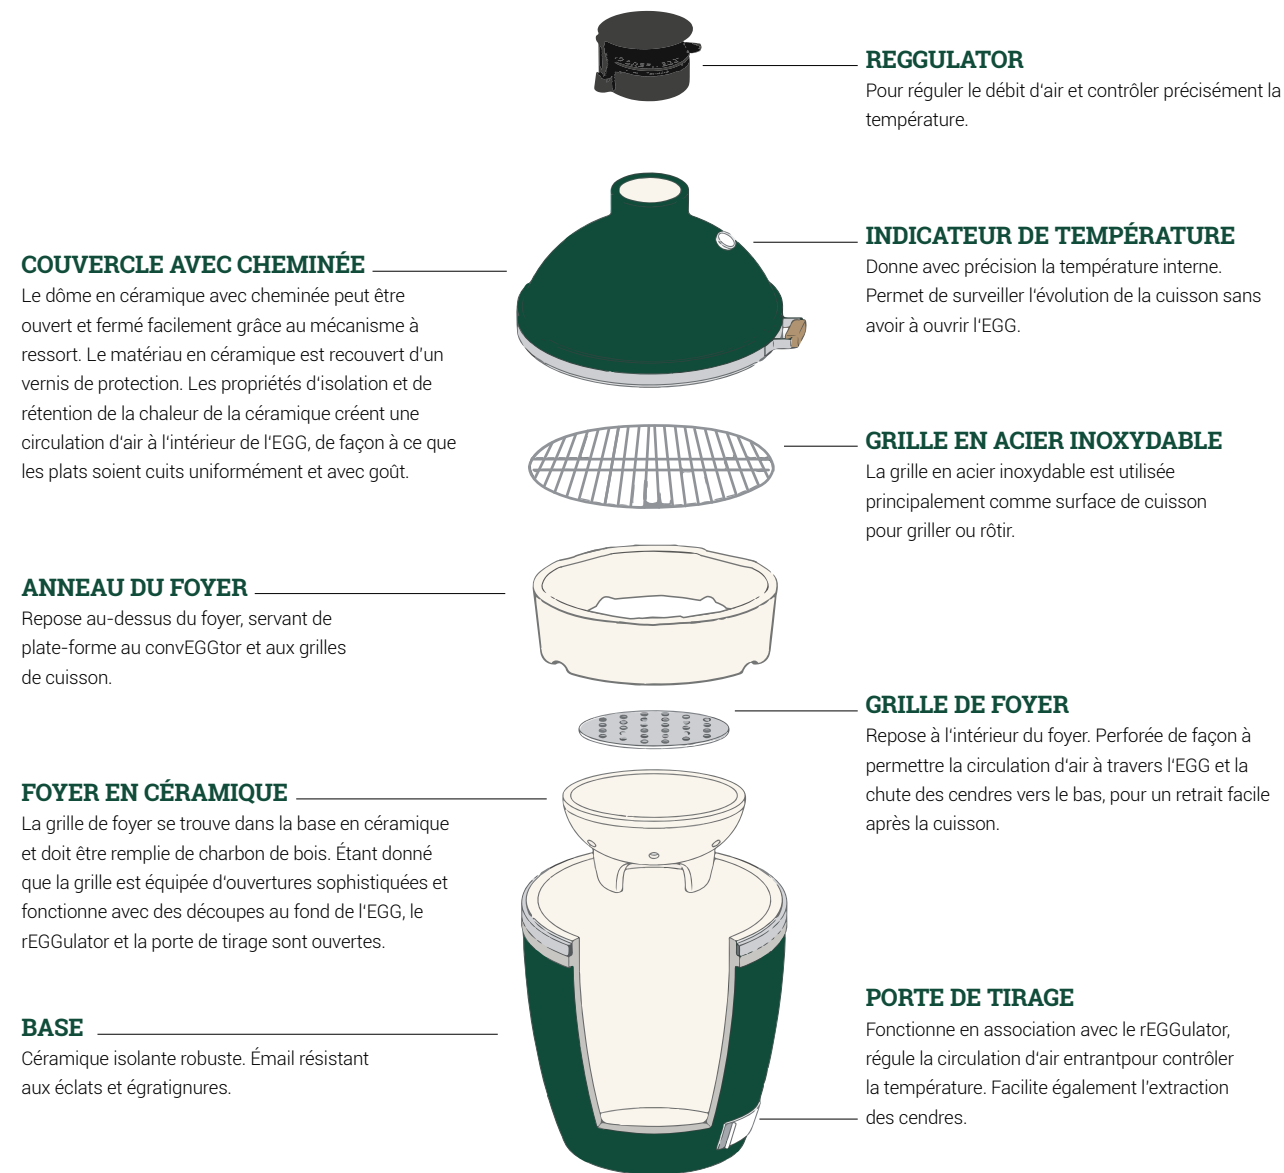 REGGULATOR
Pour réguler le débit d'air et contrôler précisément la
température.
INDICATEUR DE TEMPÉRATURE
Donne avec précision la température interne.
Permet de surveiller l'évolution de la cuisson sans
avoir à ouvrir l'EGG.
COUVERCLE AVEC CHEMINÉE
Le dôme en céramique avec cheminée peut être
ouvert et fermé facilement grâce au mécanisme à
ressort. Le matériau en céramique est recouvert d'un
vernis de protection. Les propriétés d'isolation et de
rétention de la chaleur de la céramique créent une
circulation d'air à l'intérieur de l'EGG, de façon à ce que
les plats soient cuits uniformément et avec goût.
GRILLE EN ACIER INOXYDABLE
La grille en acier inoxydable est utilisée
principalement comme surface de cuisson
pour griller ou rôtir.
ANNEAU DU FOYER
Repose au-dessus du foyer, servant de
plate-forme au convEGGtor et aux grilles
de cuisson.
GRILLE DE FOYER
Repose à l'intérieur du foyer. Perforée de façon à
permettre la circulation d'air à travers l'EGG et la
chute des cendres vers le bas, pour un retrait facile
après la cuisson.
FOYER EN CÉRAMIQUE
La grille de foyer se trouve dans la base en céramique
et doit être remplie de charbon de bois. Étant donné
que la grille est équipée d'ouvertures sophistiquées et
fonctionne avec des découpes au fond de l'EGG, le
rEGGulator et la porte de tirage sont ouvertes.
BASE
Céramique isolante robuste. Émail résistant
aux éclats et égratignures.
PORTE DE TIRAGE
Fonctionne en association avec le rEGGulator,
régule la circulation d'air entrantpour contrôler
la température. Facilite également l'extraction
des cendres.